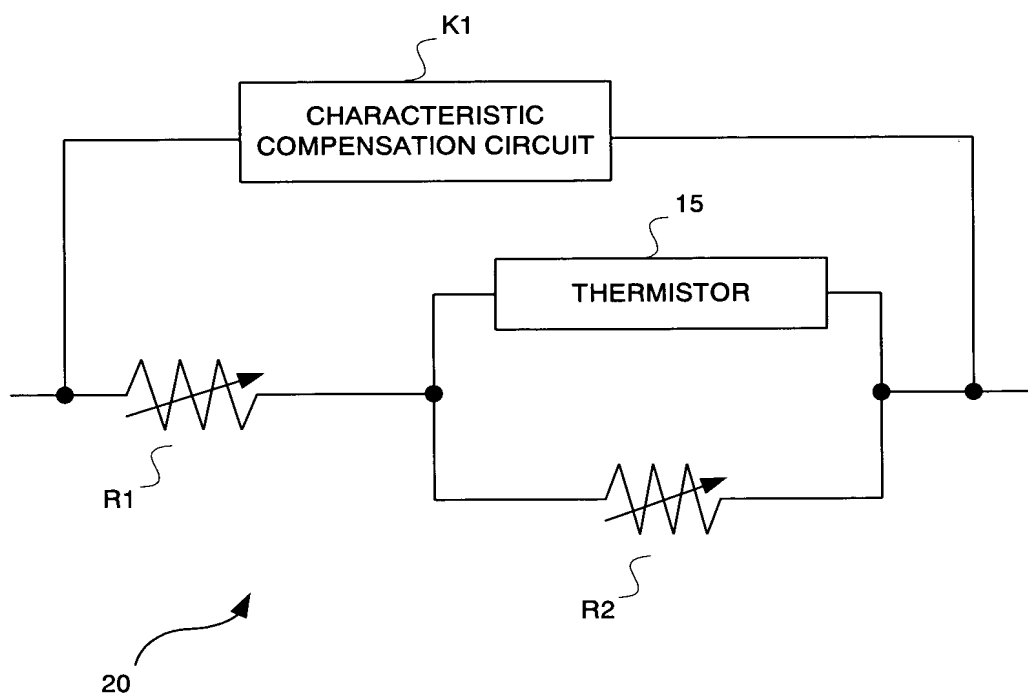 K1
CHARACTERISTIC
COMPENSATION CIRCUIT
15
THERMISTOR
R1
R2
20